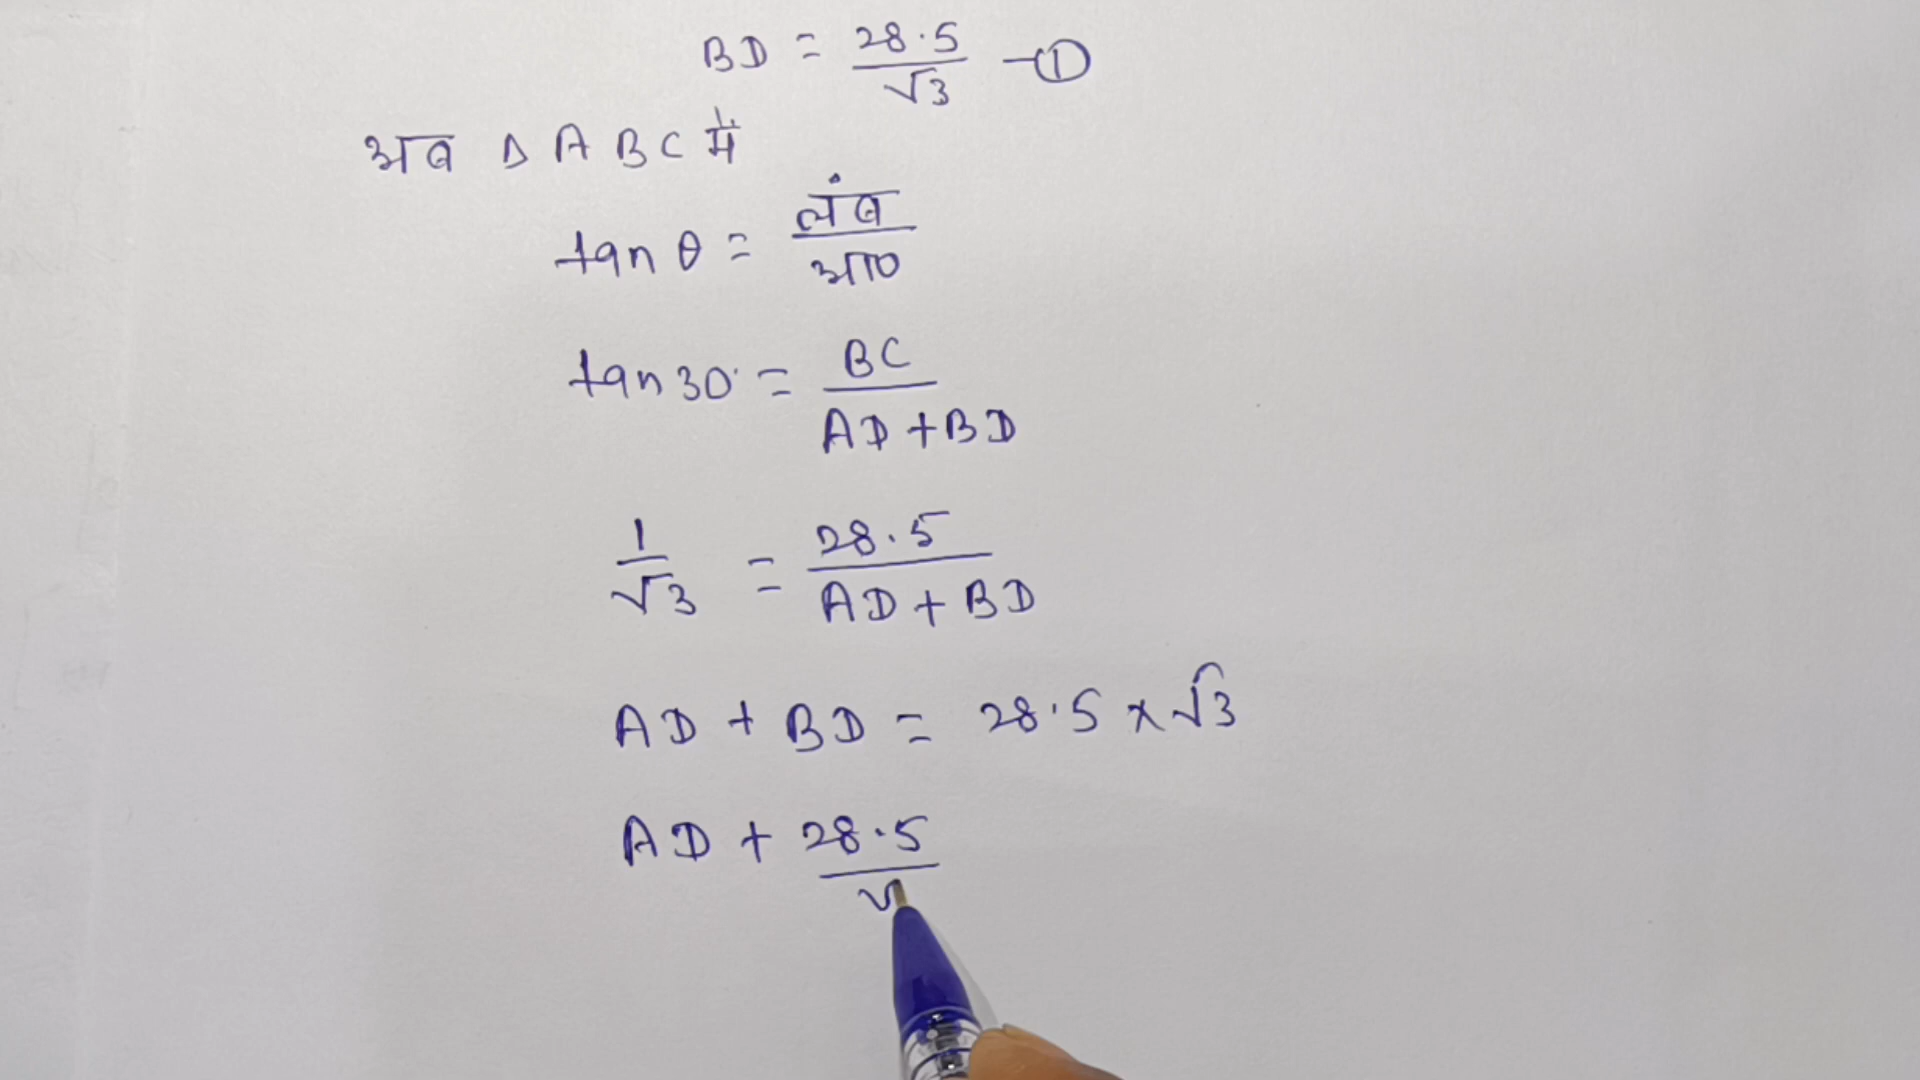 BD = 28.5/√3 —①
अब Δ ABC में
tan θ = लंब/आ०
tan 30° = BC/AD+BD
1/√3 = 28.5/AD+BD
AD + BD = 28.5 × √3
AD + 28.5/√